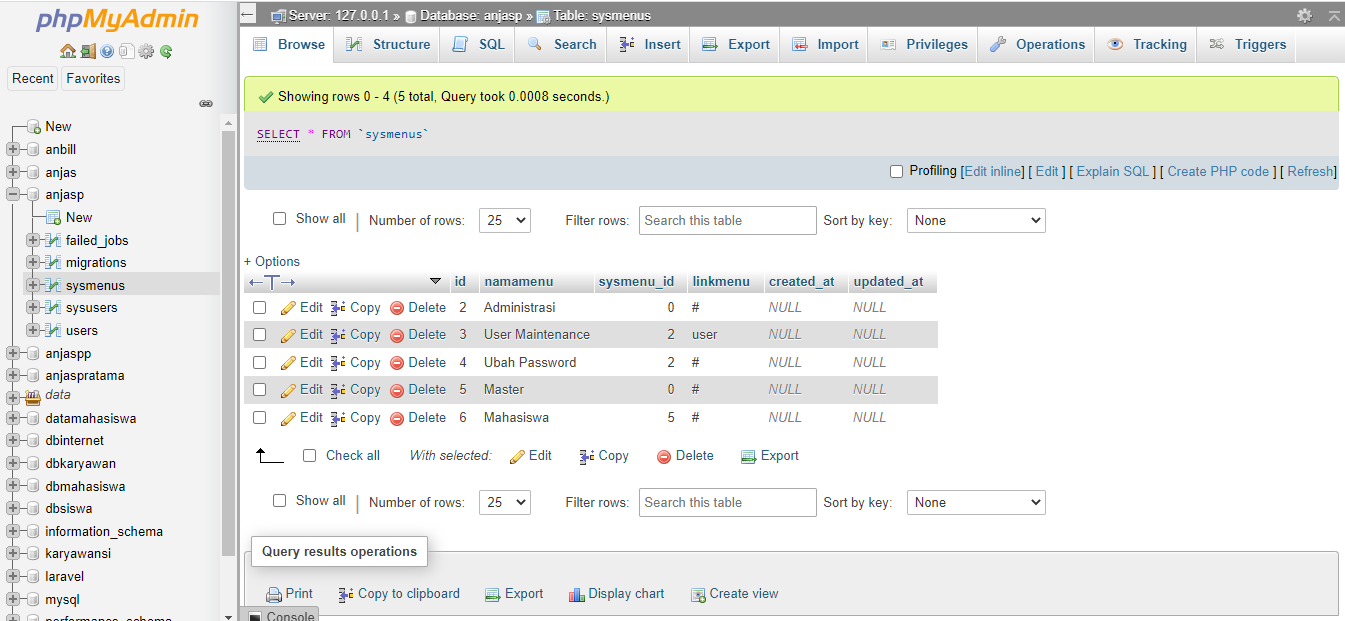 phpMyAdmin
Recent Favorites
New
anbill
anjas
anjasp
New
failed_jobs
migrations
sysmenus
sysusers
users
anjaspp
anjaspratama
data
datamahasiswa
dbinternet
dbkaryawan
dbmahasiswa
dbsiswa
information_schema
karyawansi
laravel
mysql
performance_schema
Server: 127.0.0.1 » Database: anjasp » Table: sysmenus
Browse Structure SQL Search Insert Export Import Privileges Operations Tracking Triggers
Showing rows 0 - 4 (5 total, Query took 0.0008 seconds.)
SELECT * FROM `sysmenus`
Profiling [Edit inline] [ Edit ] [ Explain SQL ] [ Create PHP code ] [ Refresh]
Show all | Number of rows: 25 Filter rows: Search this table Sort by key: None
+ Options
←T→ id namamenu sysmenu_id linkmenu created_at updated_at
Edit Copy Delete 2 Administrasi 0 # NULL NULL
Edit Copy Delete 3 User Maintenance 2 user NULL NULL
Edit Copy Delete 4 Ubah Password 2 # NULL NULL
Edit Copy Delete 5 Master 0 # NULL NULL
Edit Copy Delete 6 Mahasiswa 5 # NULL NULL
Check all With selected: Edit Copy Delete Export
Show all | Number of rows: 25 Filter rows: Search this table Sort by key: None
Query results operations
Print Copy to clipboard Export Display chart Create view
Console